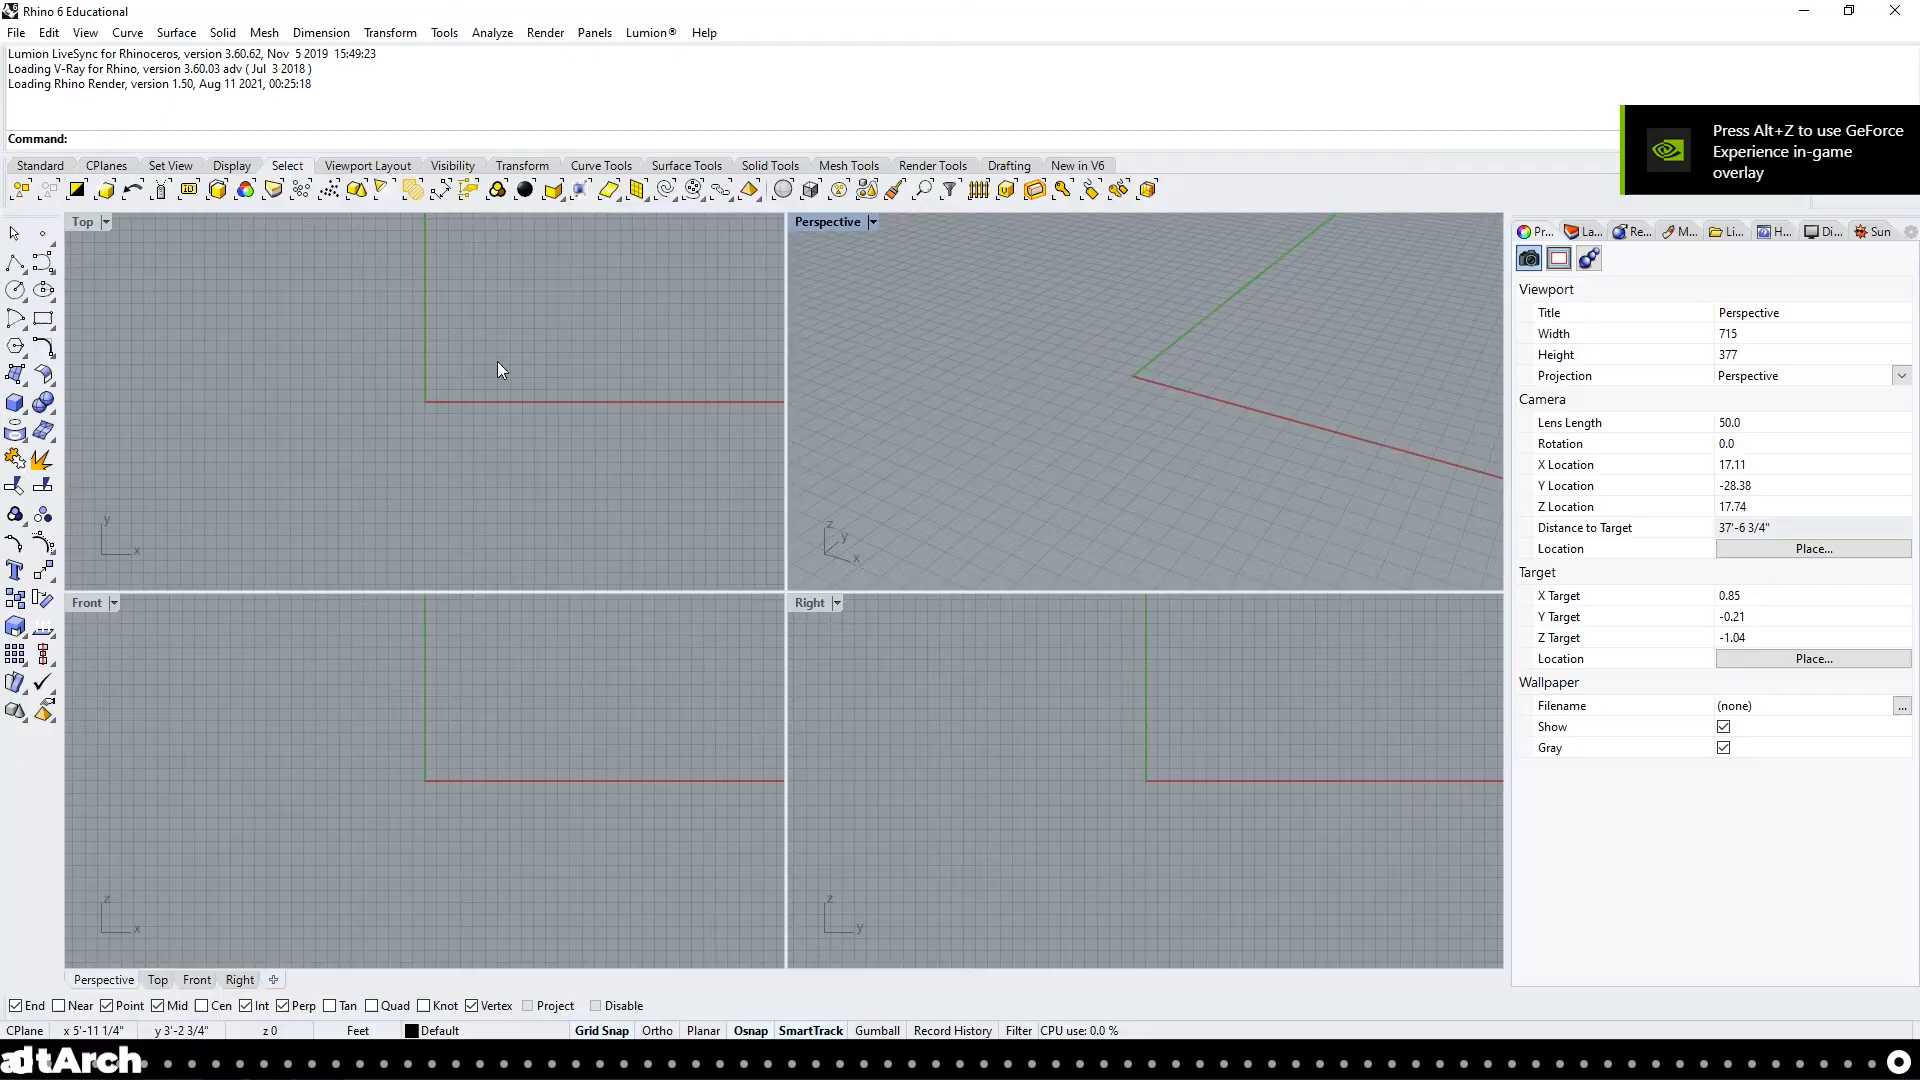 Rhino 6 Educational
File Edit View Curve Surface Solid Mesh Dimension Transform Tools Analyze Render Panels Lumion® Help
Lumion LiveSync for Rhinoceros, version 3.60.62, Nov 5 2019 15:49:23
Loading V-Ray for Rhino, version 3.60.03 adv ( Jul 3 2018 )
Loading Rhino Render, version 1.50, Aug 11 2021, 00:25:18
Command:
Press Alt+Z to use GeForce
Experience in-game
overlay
Standard CPlanes Set View Display Select Viewport Layout Visibility Transform Curve Tools Surface Tools Solid Tools Mesh Tools Render Tools Drafting New in V6
Top
y
x
Perspective
z
y
x
Front
z
x
Right
z
y
Pr... La... Re... M... Li... H... Di... Sun
Viewport
Title Perspective
Width 715
Height 377
Projection Perspective
Camera
Lens Length 50.0
Rotation 0.0
X Location 17.11
Y Location -28.38
Z Location 17.74
Distance to Target 37'-6 3/4"
Location Place...
Target
X Target 0.85
Y Target -0.21
Z Target -1.04
Location Place...
Wallpaper
Filename (none) ...
Show
Gray
Perspective Top Front Right
End Near Point Mid Cen Int Perp Tan Quad Knot Vertex Project Disable
CPlane x 5'-11 1/4" y 3'-2 3/4" z 0 Feet Default Grid Snap Ortho Planar Osnap SmartTrack Gumball Record History Filter CPU use: 0.0 %
altArch